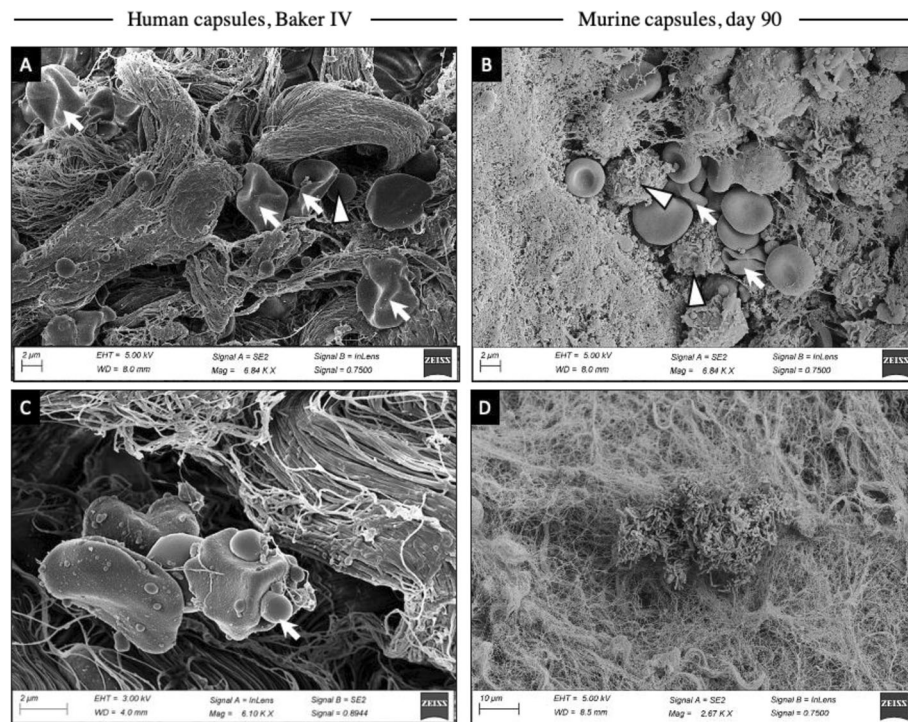 Human capsules, Baker IV
Murine capsules, day 90
A
B
2 µm
EHT = 5.00 kV
WD = 8.0 mm
Signal A = SE2
Mag = 6.84 K X
Signal B = InLens
Signal = 0.7500
ZEISS
2 µm
EHT = 5.00 kV
WD = 8.0 mm
Signal A = SE2
Mag = 6.84 K X
Signal B = InLens
Signal = 0.7500
ZEISS
C
D
2 µm
EHT = 3.00 kV
WD = 4.0 mm
Signal A = InLens
Mag = 6.10 K X
Signal B = SE2
Signal = 0.8944
ZEISS
10 µm
EHT = 5.00 kV
WD = 8.5 mm
Signal A = SE2
Mag = 2.67 K X
Signal B = InLens
Signal = 0.7500
ZEISS